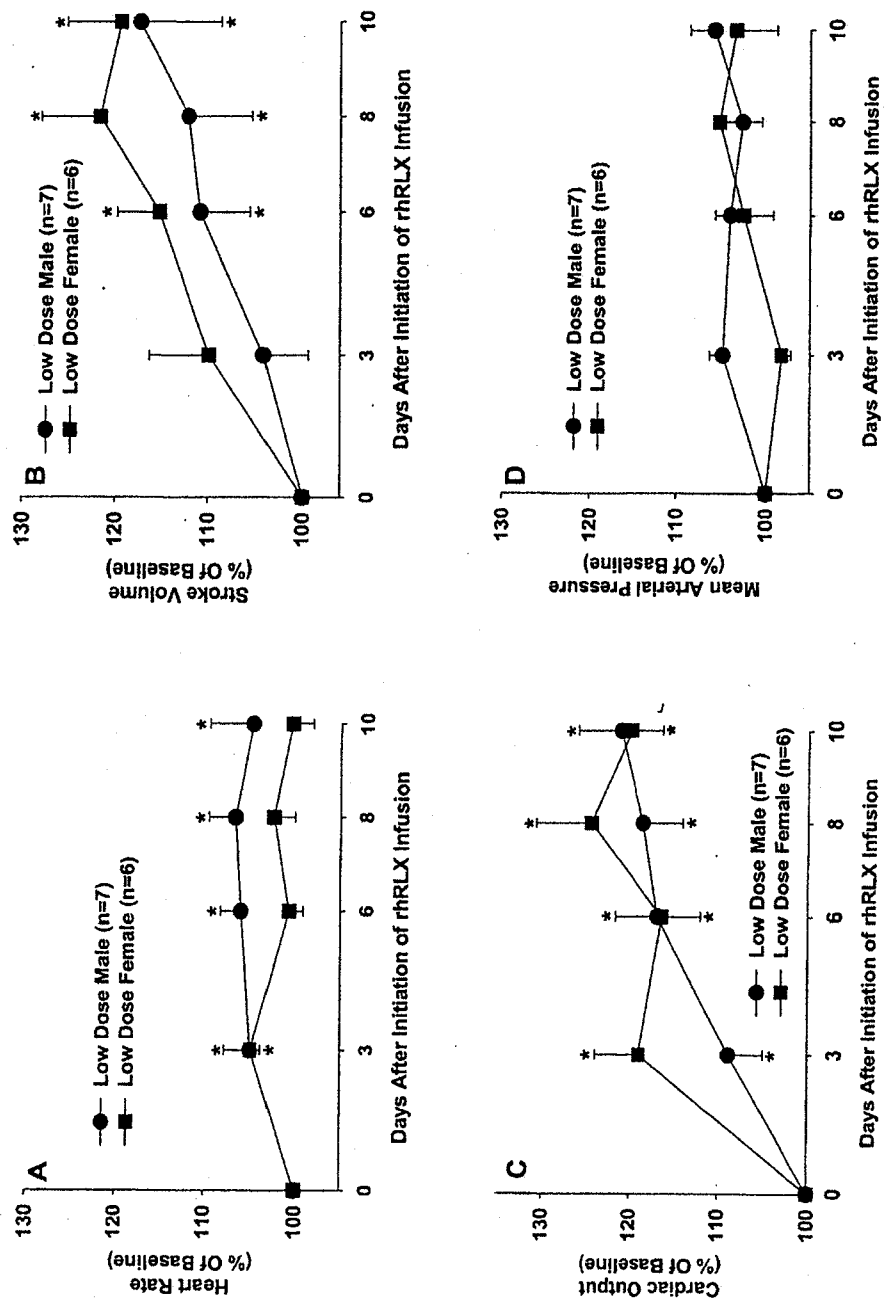 A
Low Dose Male (n=7)
Low Dose Female (n=6)
Heart Rate
(% Of Baseline)
130
120
110
100
0
3
6
8
10
* * * * *
Days After Initiation of rhRLX Infusion
B
Low Dose Male (n=7)
Low Dose Female (n=6)
Stroke Volume
(% Of Baseline)
130
120
110
100
0
3
6
8
10
* * * * * *
Days After Initiation of rhRLX Infusion
C
Low Dose Male (n=7)
Low Dose Female (n=6)
Cardiac Output
(% Of Baseline)
130
120
110
100
0
3
6
8
10
* * * * * * * *
Days After Initiation of rhRLX Infusion
D
Low Dose Male (n=7)
Low Dose Female (n=6)
Mean Arterial Pressure
(% Of Baseline)
130
120
110
100
0
3
6
8
10
Days After Initiation of rhRLX Infusion